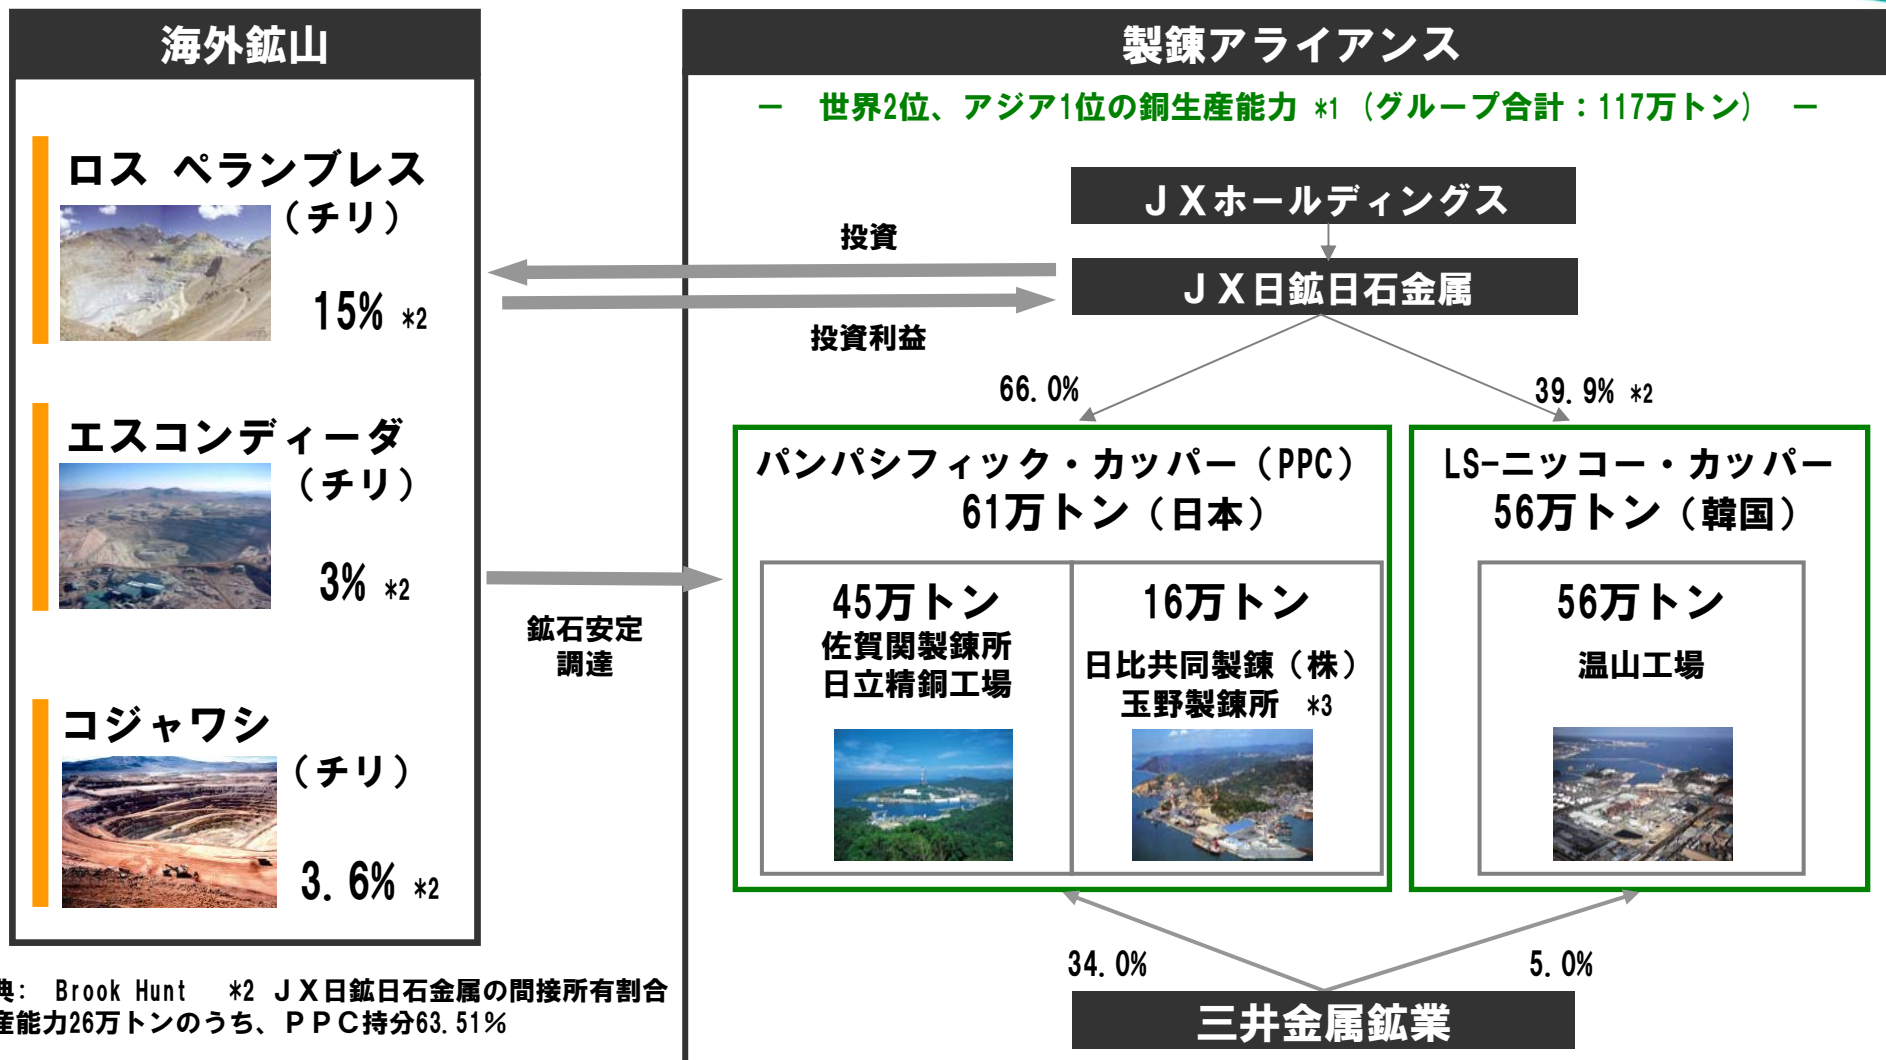 海外鉱山
ロス ペランブレス
（チリ）
15% *2
エスコンディーダ
（チリ）
3% *2
コジャワシ
（チリ）
3.6% *2
投資
投資利益
鉱石安定
調達
製錬アライアンス
－ 世界2位、アジア1位の銅生産能力 *1 (グループ合計：117万トン) －
ＪＸホールディングス
ＪＸ日鉱日石金属
66.0%
39.9% *2
パンパシフィック・カッパー（PPC）
61万トン（日本）
45万トン
佐賀関製錬所
日立精銅工場
16万トン
日比共同製錬（株）
玉野製錬所 *3
LS-ニッコー・カッパー
56万トン（韓国）
56万トン
温山工場
34.0%
5.0%
三井金属鉱業
典: Brook Hunt *2 ＪＸ日鉱日石金属の間接所有割合
産能力26万トンのうち、ＰＰＣ持分63.51%